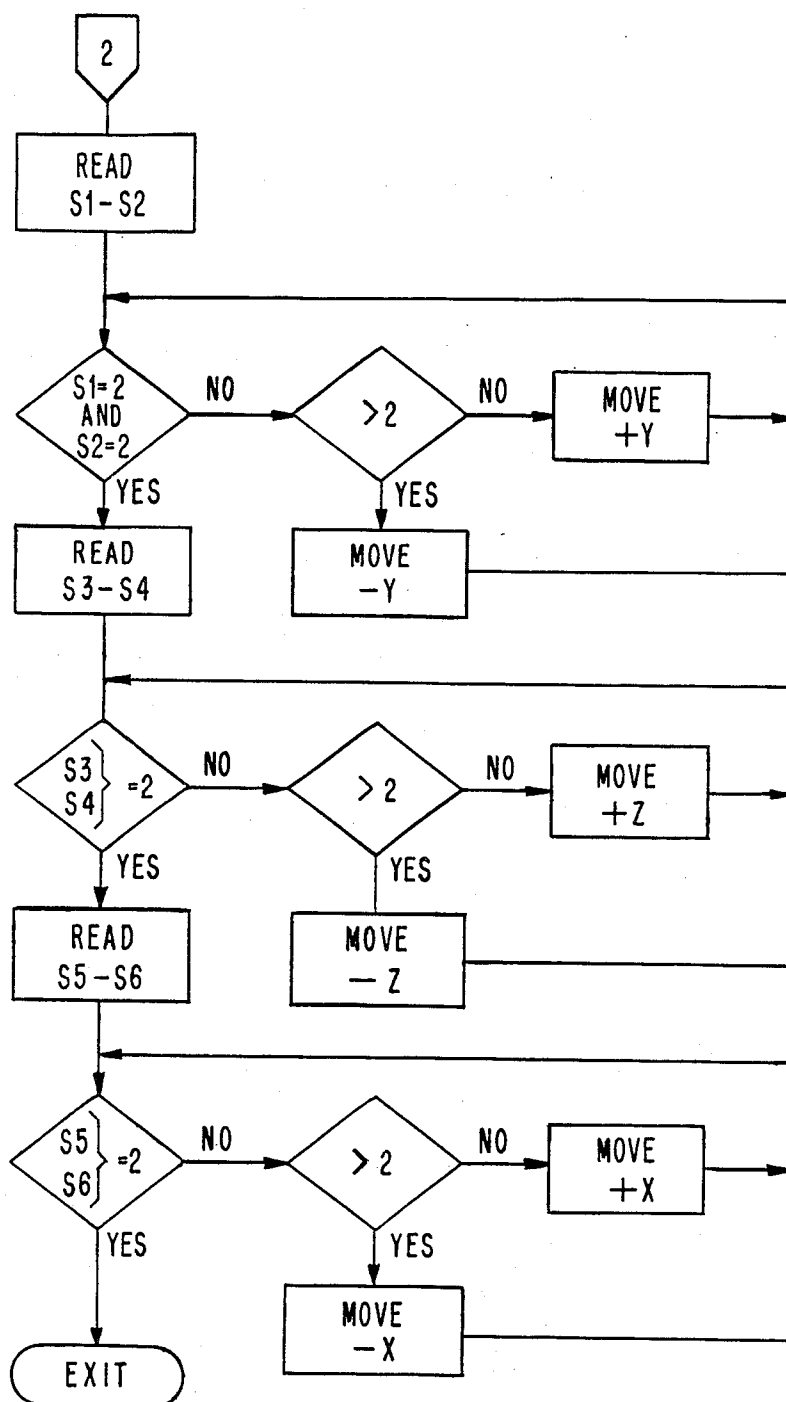 2
READ
S1-S2
S1=2
AND
S2=2
NO
>2
NO
MOVE
+Y
YES
YES
READ
S3-S4
MOVE
-Y
S3
S4
=2
NO
>2
NO
MOVE
+Z
YES
YES
READ
S5-S6
MOVE
- Z
S5
S6
=2
NO
>2
NO
MOVE
+X
YES
YES
MOVE
-X
EXIT